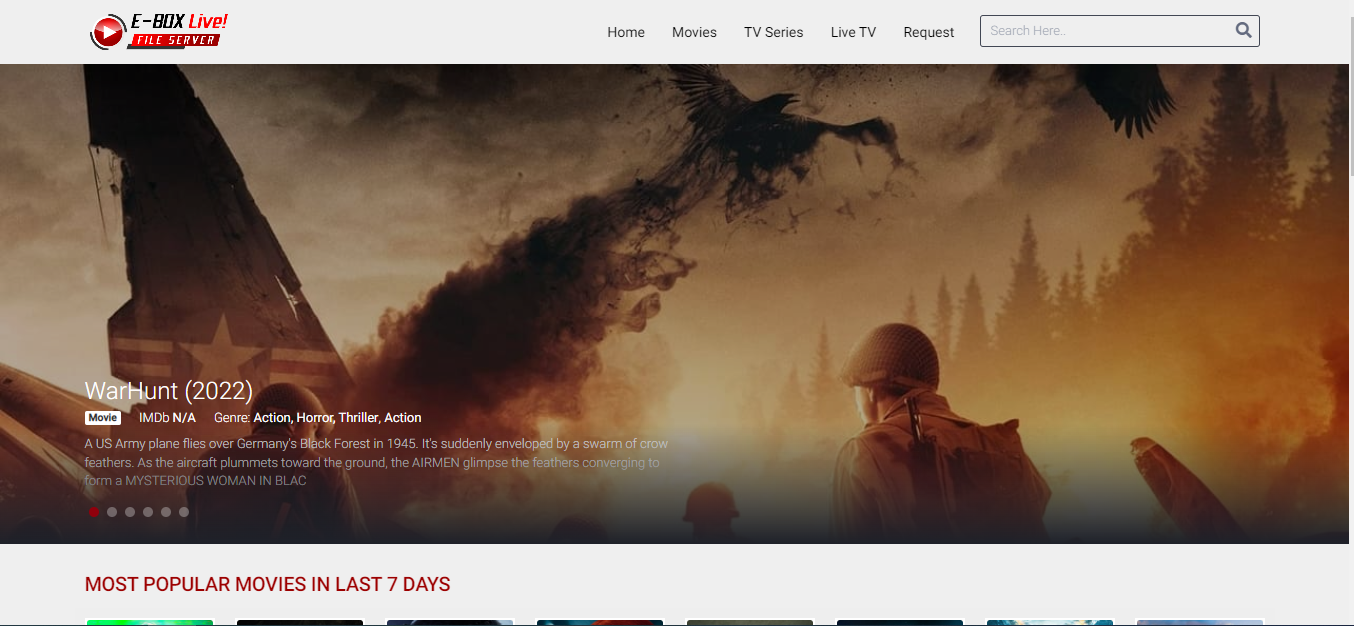 E-BOX Live!
FILE SERVER
Home Movies TV Series Live TV Request Search Here..
WarHunt (2022)
Movie IMDb N/A Genre: Action, Horror, Thriller, Action
A US Army plane flies over Germany's Black Forest in 1945. It's suddenly enveloped by a swarm of crow
feathers. As the aircraft plummets toward the ground, the AIRMEN glimpse the feathers converging to
form a MYSTERIOUS WOMAN IN BLAC
MOST POPULAR MOVIES IN LAST 7 DAYS